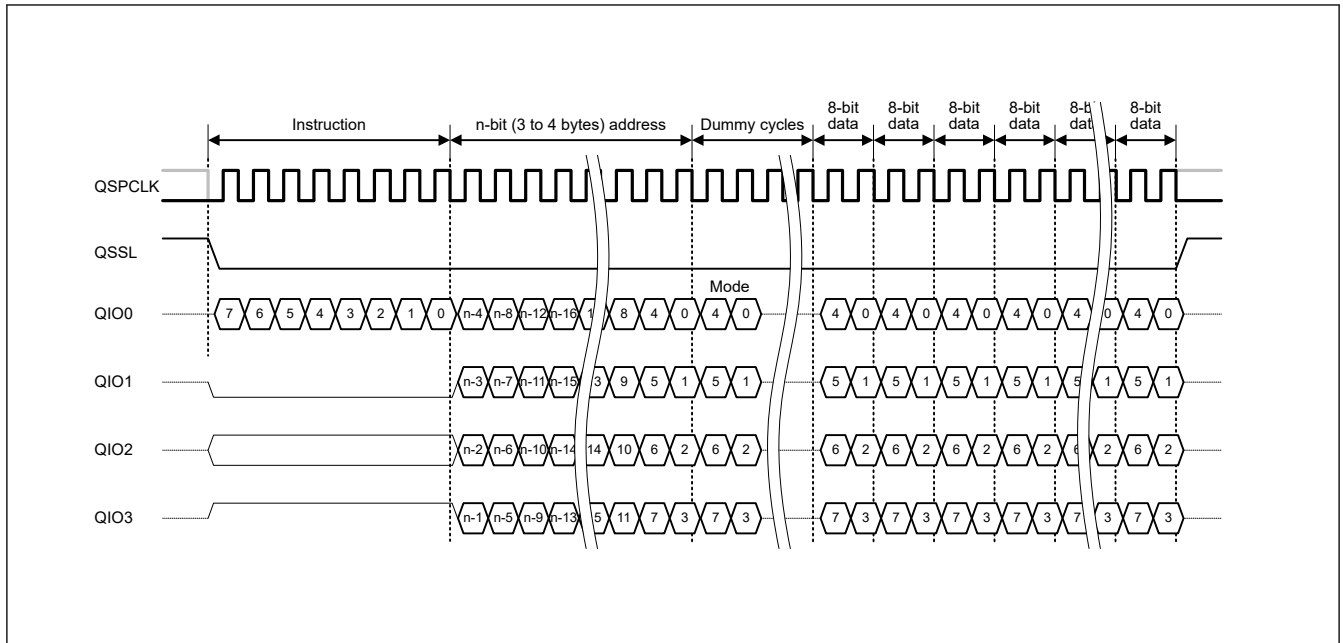 Instruction n-bit (3 to 4 bytes) address Dummy cycles 8-bit data 8-bit data 8-bit data 8-bit data 8-bit data 8-bit data
QSPCLK
QSSL
Mode
QIO0 7 6 5 4 3 2 1 0 n-4 n-8 n-12 n-16 8 4 0 4 0 4 0 4 0 4 0 4 0 4 0 4 0
QIO1 n-3 n-7 n-11 n-15 9 5 1 5 1 5 1 5 1 5 1 5 1 5 1 5 1
QIO2 n-2 n-6 n-10 n-14 14 10 6 2 6 2 6 2 6 2 6 2 6 2 6 2 6 2
QIO3 n-1 n-5 n-9 n-13 11 7 3 7 3 7 3 7 3 7 3 7 3 7 3 7 3